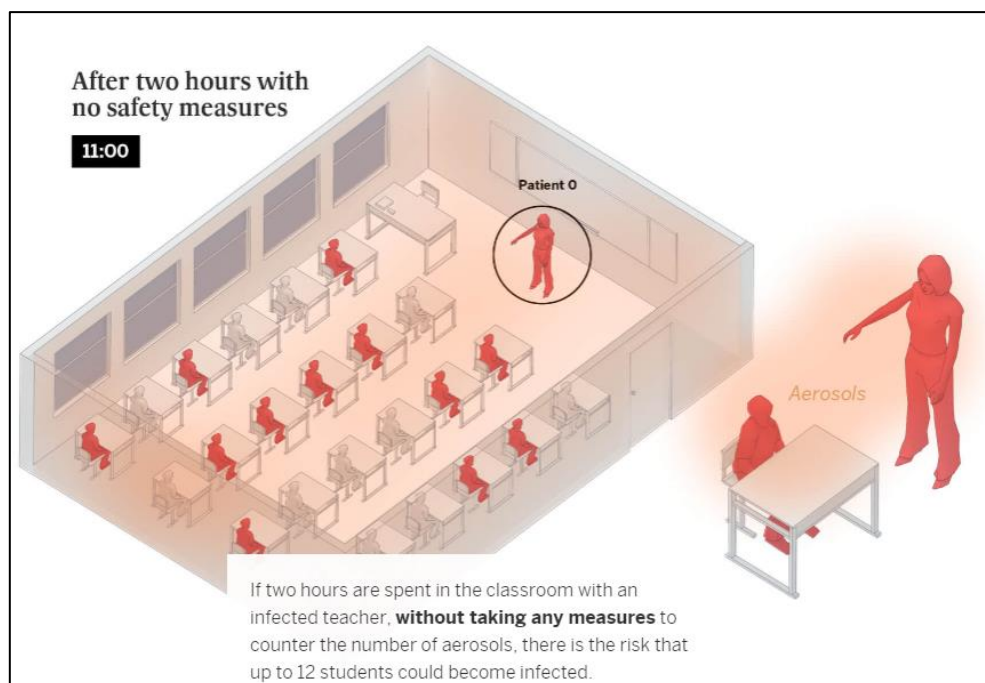 After two hours with
no safety measures
11:00
Patient 0
Aerosols
If two hours are spent in the classroom with an
infected teacher, without taking any measures to
counter the number of aerosols, there is the risk that
up to 12 students could become infected.